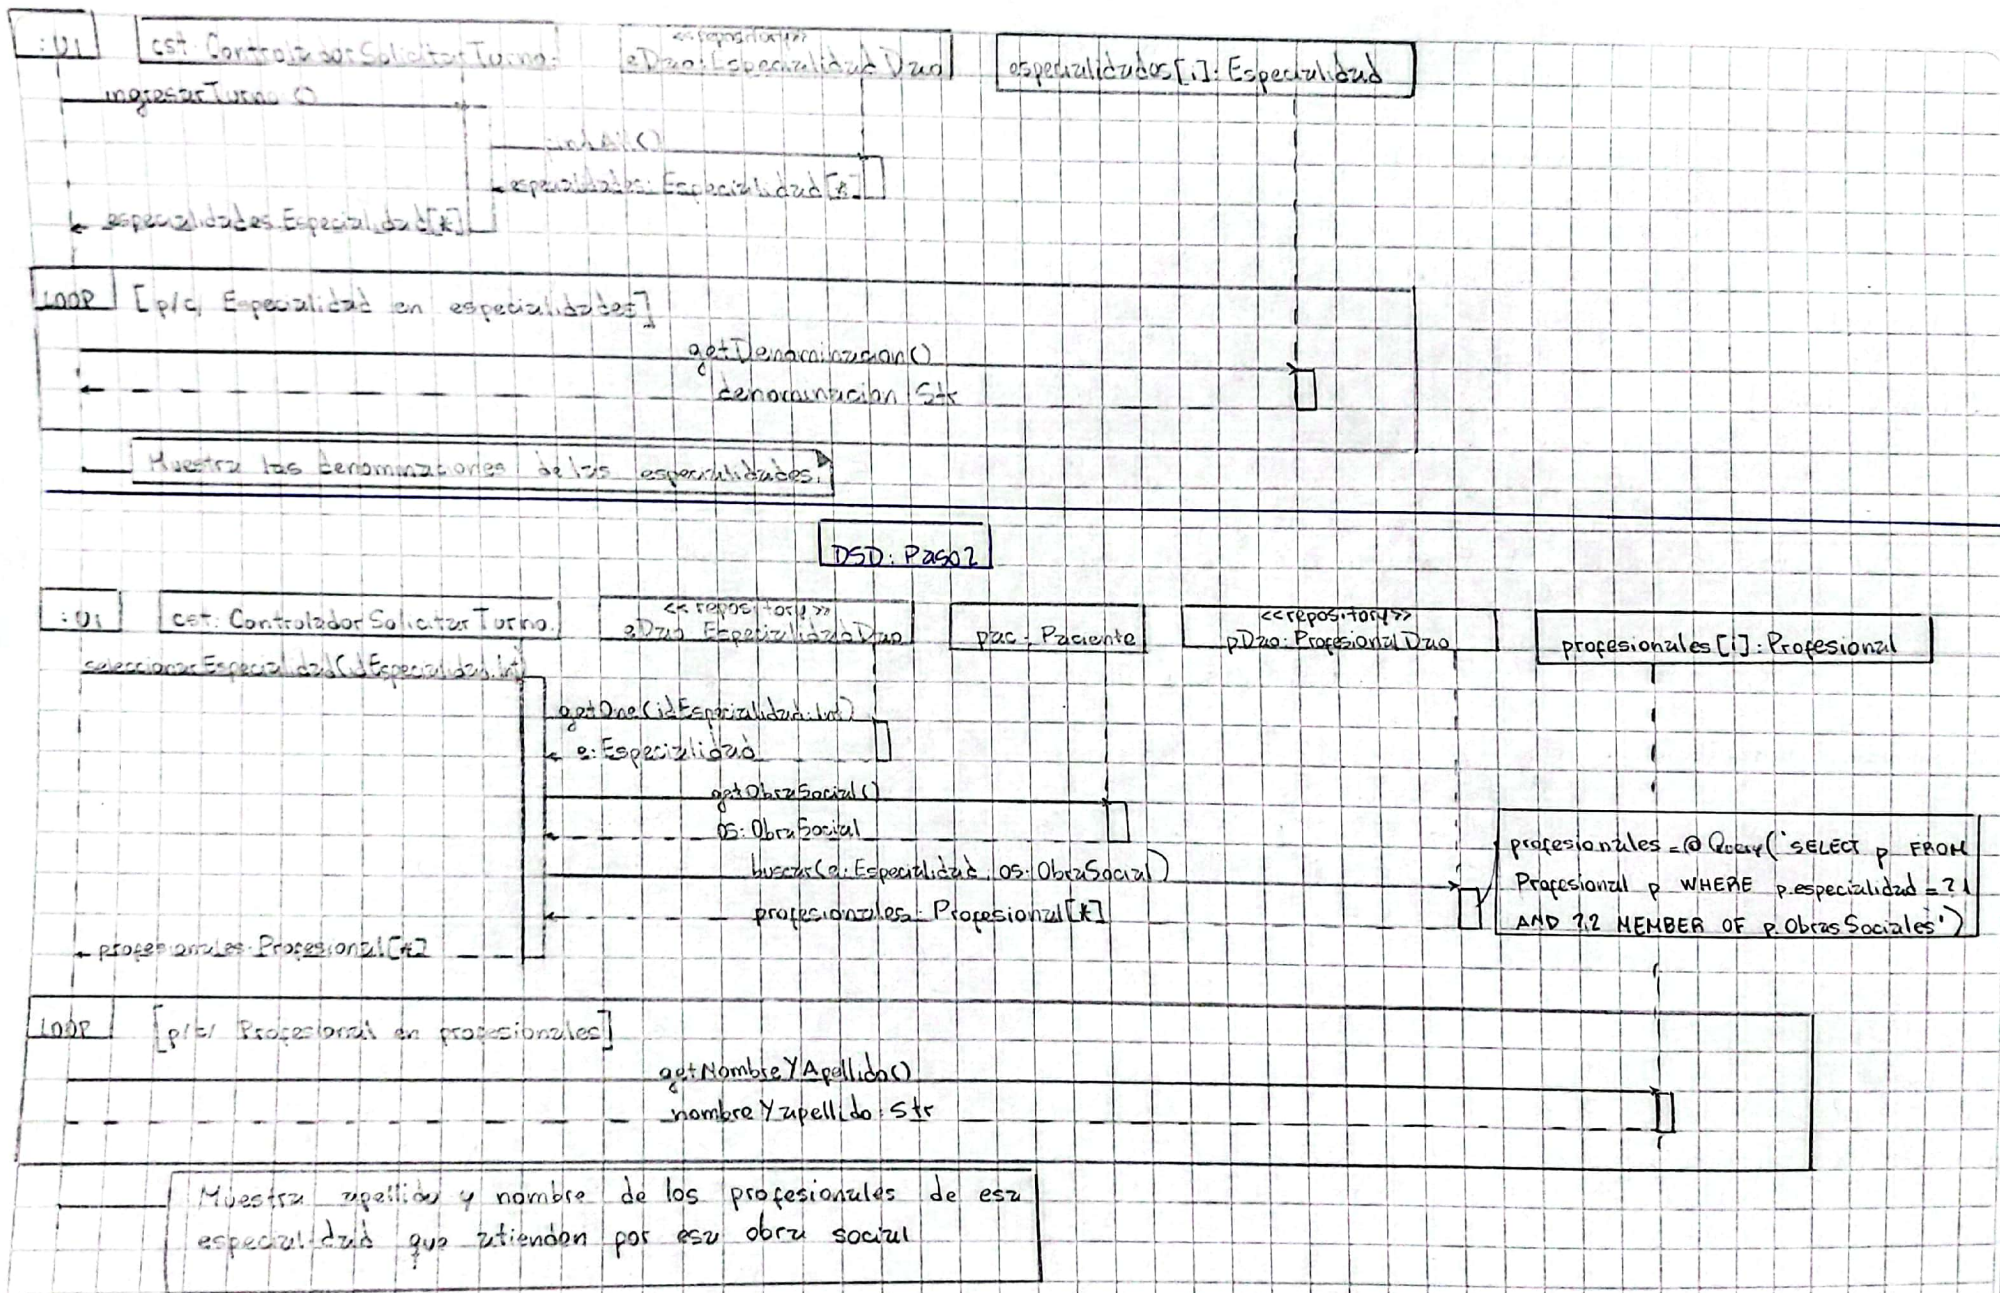 :UI
cst: ControladorSolicitarTurno
<<repository>>
eDao: EspecialidadDao
especialidades[i]: Especialidad
ingresarTurno()
findAll()
especialidades: Especialidad[*]
especialidades: Especialidad[*]
LOOP [p/c/ Especialidad en especialidades]
getDenominacion()
denominacion: Str
Muestra las denominaciones de las especialidades.
DSD: Paso2
:UI
cst: ControladorSolicitarTurno.
<<repository>>
eDao: EspecialidadDao
pac: Paciente
<<repository>>
pDao: ProfesionalDao
profesionales[i]: Profesional
seleccionarEspecialidad(idEspecialidad: int)
getOne(idEspecialidad: int)
e: Especialidad
getObraSocial()
os: ObraSocial
buscar(e: Especialidad, os: ObraSocial)
profesionales: Profesional[*]
profesionales = @Query('SELECT p FROM
Profesional p WHERE p.especialidad = ?1
AND ?2 MEMBER OF p.ObrasSociales')
profesionales: Profesional[*]
LOOP [p/c/ Profesional en profesionales]
getNombreYApellido()
nombreYapellido: Str
Muestra apellido y nombre de los profesionales de esa
especialidad que atienden por esa obra social